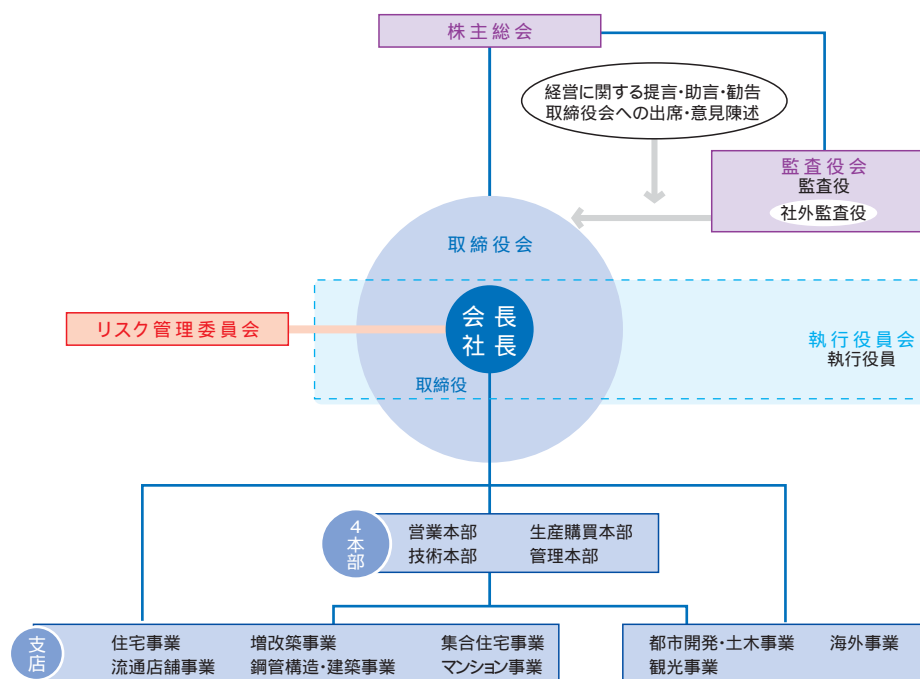 株主総会
経営に関する提言・助言・勧告
取締役会への出席・意見陳述
監査役会
監査役
社外監査役
取締役会
リスク管理委員会
会長
社長
執行役員会
執行役員
取締役
4本部
営業本部 生産購買本部
技術本部 管理本部
支店
住宅事業 増改築事業 集合住宅事業
流通店舗事業 鋼管構造・建築事業 マンション事業
都市開発・土木事業 海外事業
観光事業